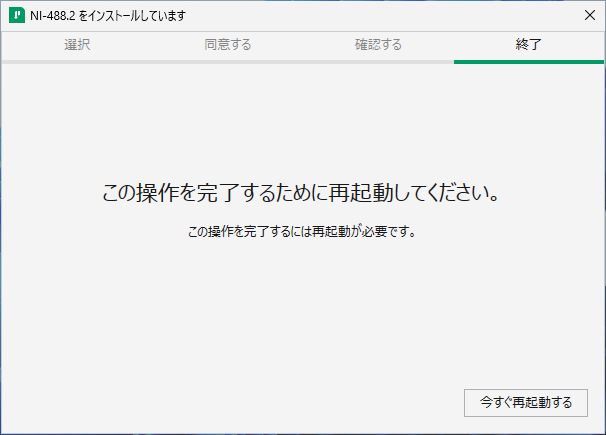 NI-488.2 をインストールしています
選択 同意する 確認する 終了
この操作を完了するために再起動してください。
この操作を完了するには再起動が必要です。
今すぐ再起動する